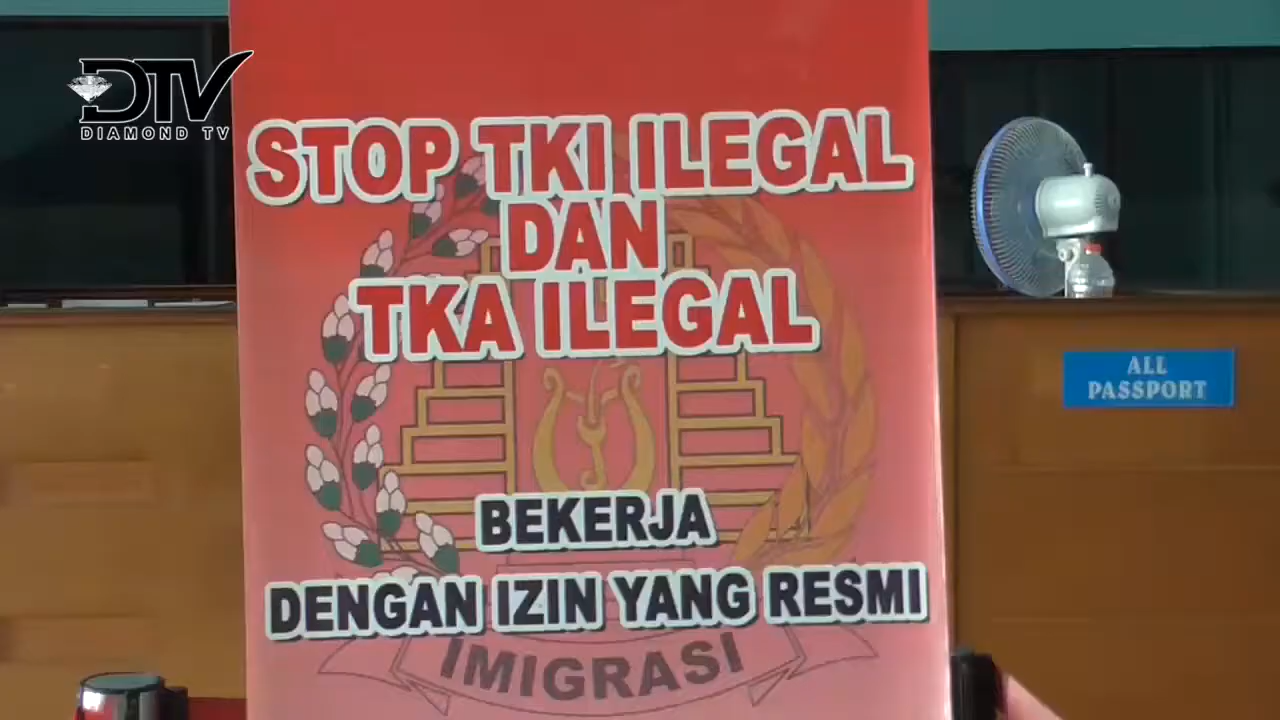 DTV
DIAMOND TV
STOP TKI ILEGAL
DAN
TKA ILEGAL
BEKERJA
DENGAN IZIN YANG RESMI
IMIGRASI
ALL
PASSPORT